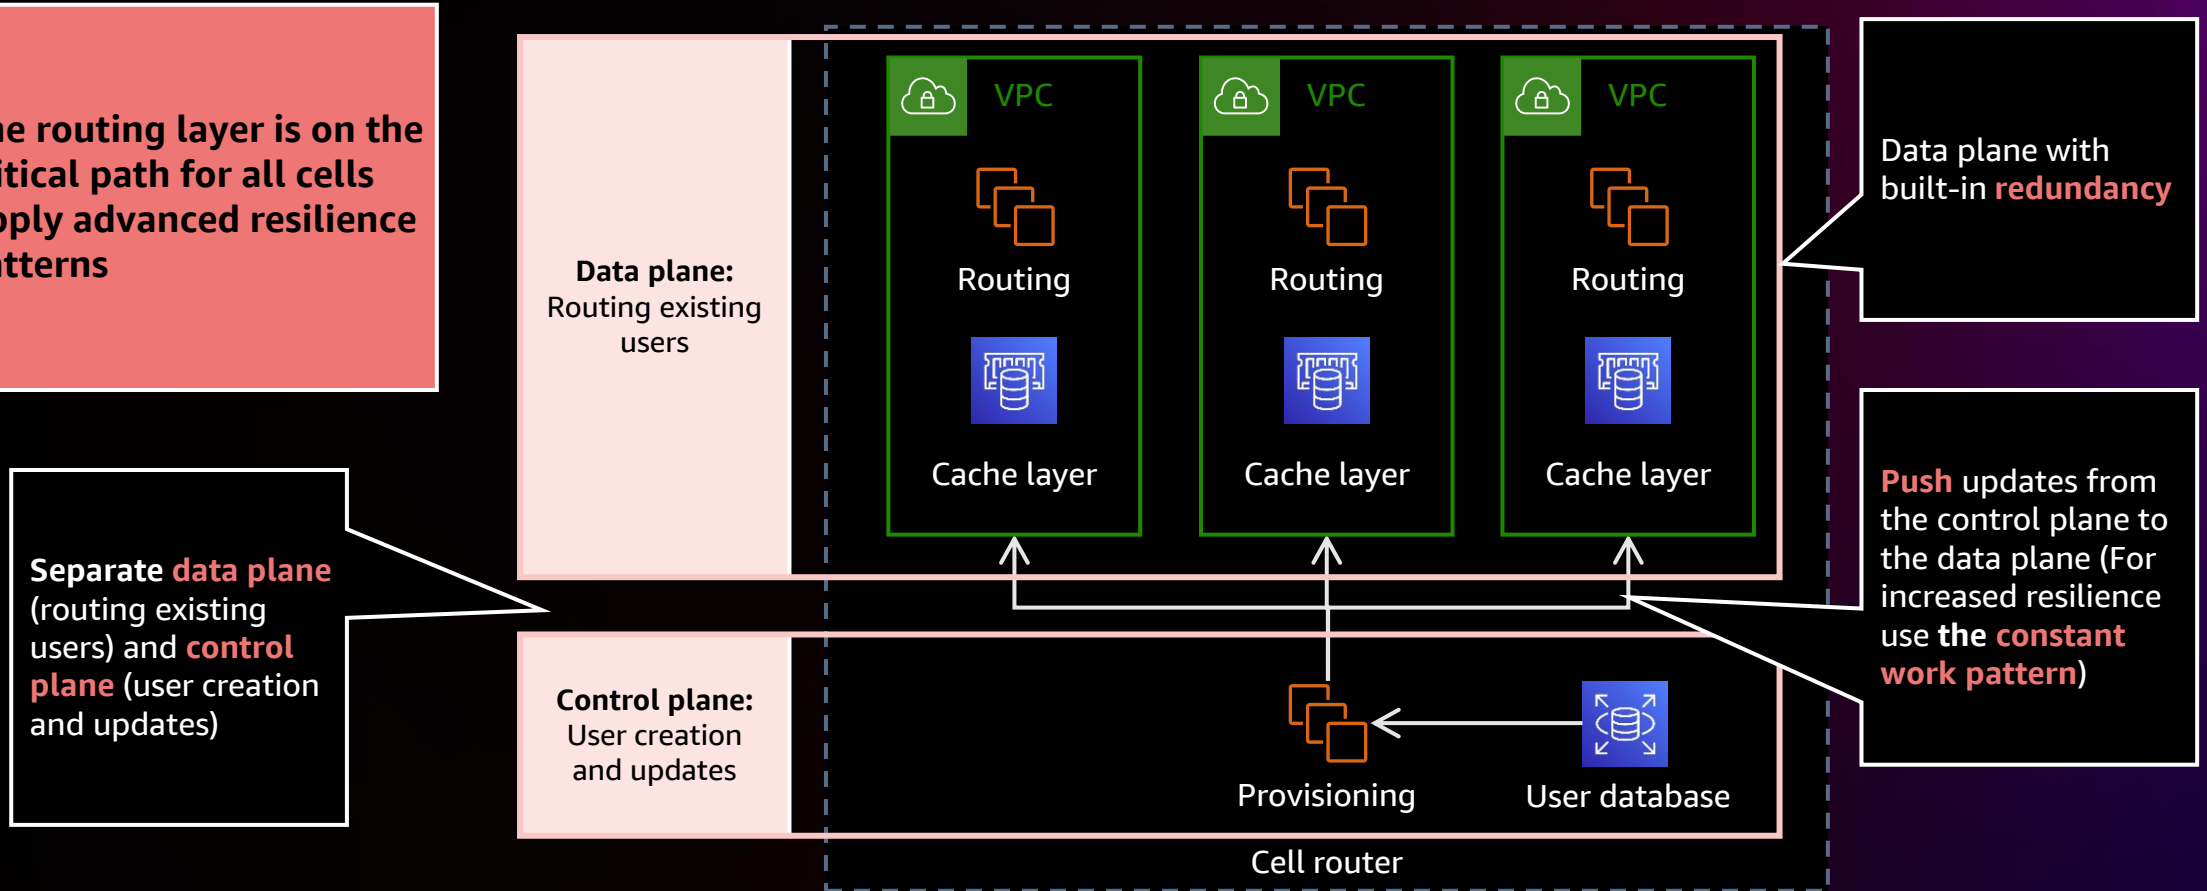 routing layer is on the
path for all cells
advanced resilience
Separate data plane
(routing existing
users) and control
plane (user creation
and updates)
Data plane:
Routing existing
users
Control plane:
User creation
and updates
VPC
VPC
VPC
Routing
Routing
Routing
Cache layer
Cache layer
Cache layer
Provisioning
User database
Cell router
Data plane with
built-in redundancy
Push updates from
the control plane to
the data plane (For
increased resilience
use the constant
work pattern)